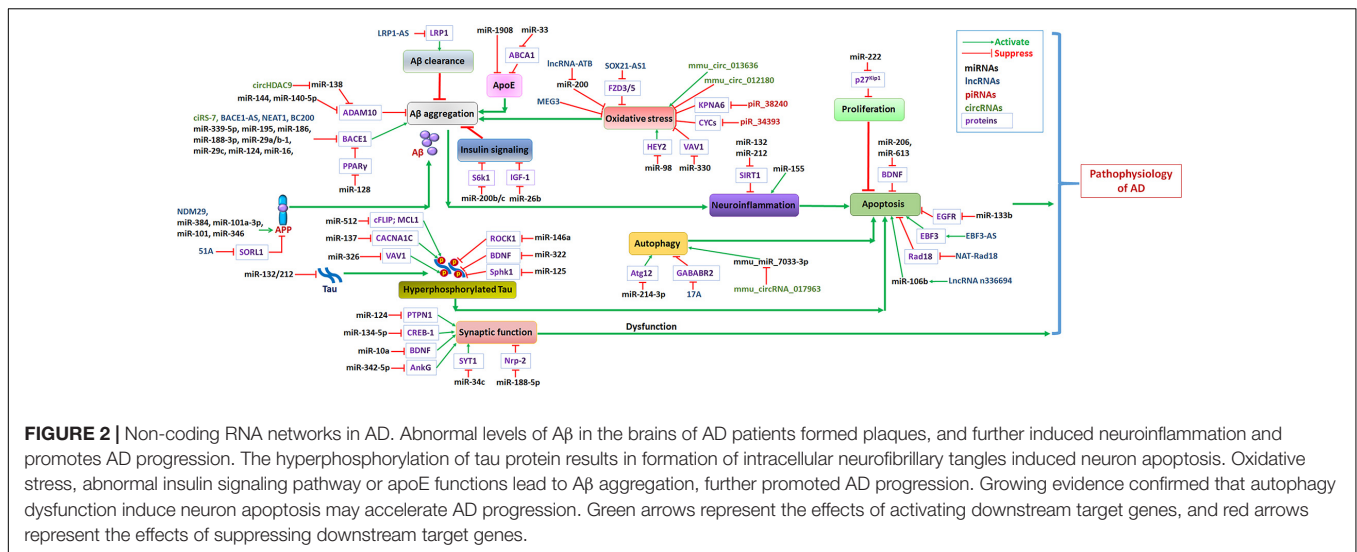 LRP1-AS
LRP1
Aβ clearance
miR-1908
miR-33
ABCA1
ApoE
circHDAC9
miR-138
miR-144, miR-140-5p
ADAM10
Aβ aggregation
ciRS-7, BACE1-AS, NEAT1, BC200
miR-339-5p, miR-195, miR-186,
miR-188-3p, miR-29a/b-1,
miR-29c, miR-124, miR-16,
BACE1
PPARγ
miR-128
Aβ
Insulin signaling
S6k1
IGF-1
miR-200b/c
miR-26b
lncRNA-ATB
miR-200
MEG3
SOX21-AS1
FZD3/5
mmu_circ_013636
mmu_circ_012180
KPNA6
piR_38240
CYCs
piR_34393
Oxidative stress
HEY2
VAV1
miR-98
miR-330
miR-222
p27Kip1
Proliferation
miR-132
miR-212
SIRT1
miR-155
Neuroinflammation
miR-206,
miR-613
BDNF
Apoptosis
EGFR
miR-133b
EBF3
EBF3-AS
Rad18
NAT-Rad18
miR-106b
LncRNA n336694
Activate
Suppress
miRNAs
lncRNAs
piRNAs
circRNAs
proteins
Pathophysiology
of AD
NDM29,
miR-384, miR-101a-3p,
miR-101, miR-346
APP
51A
SORL1
miR-132/212
Tau
miR-512
cFLIP; MCL1
miR-137
CACNA1C
miR-326
VAV1
P
P
P
P
ROCK1
miR-146a
BDNF
miR-322
Sphk1
miR-125
Hyperphosphorylated Tau
Autophagy
Atg12
GABABR2
miR-214-3p
17A
mmu_miR_7033-3p
mmu_circRNA_017963
miR-124
PTPN1
miR-134-5p
CREB-1
miR-10a
BDNF
miR-342-5p
AnkG
Synaptic function
SYT1
Nrp-2
miR-34c
miR-188-5p
Dysfunction
FIGURE 2 | Non-coding RNA networks in AD. Abnormal levels of Aβ in the brains of AD patients formed plaques, and further induced neuroinflammation and
promotes AD progression. The hyperphosphorylation of tau protein results in formation of intracellular neurofibrillary tangles induced neuron apoptosis. Oxidative
stress, abnormal insulin signaling pathway or apoE functions lead to Aβ aggregation, further promoted AD progression. Growing evidence confirmed that autophagy
dysfunction induce neuron apoptosis may accelerate AD progression. Green arrows represent the effects of activating downstream target genes, and red arrows
represent the effects of suppressing downstream target genes.